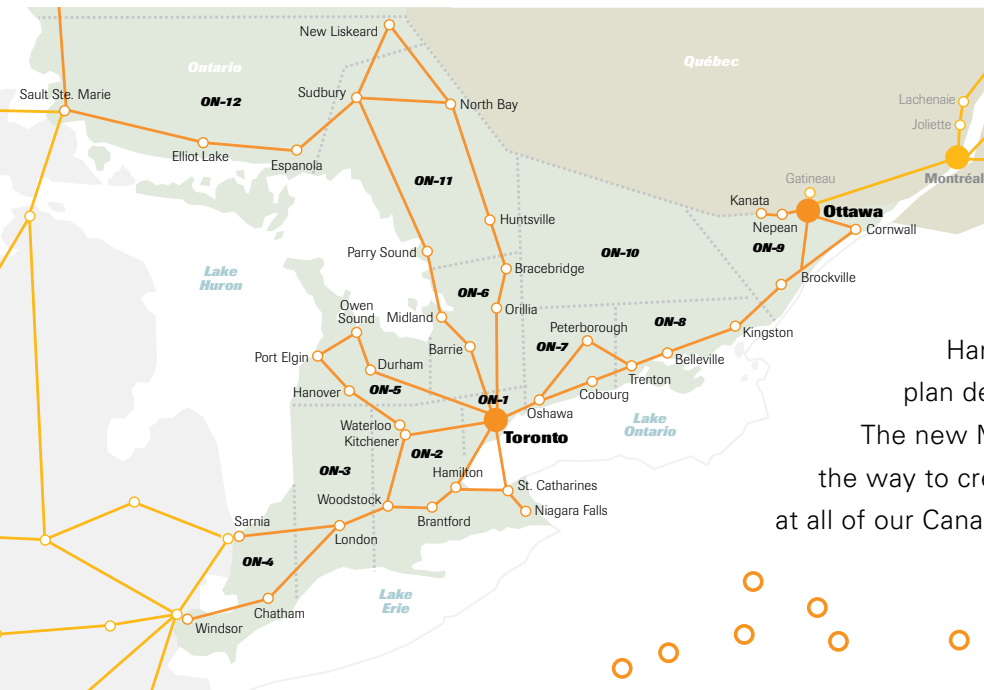 New Liskeard
Ontario
Québec
Sault Ste. Marie
ON-12
Sudbury
North Bay
Lachenaie
Joliette
Elliot Lake
Espanola
Montréal
ON-11
Gatineau
Kanata
Ottawa
Nepean
Cornwall
Huntsville
ON-9
Parry Sound
ON-10
Bracebridge
Lake
Huron
Brockville
ON-6
Owen
Sound
Midland
Orillia
Peterborough
ON-8
Kingston
Port Elgin
Barrie
ON-7
Belleville
Durham
Trenton
Hanover
ON-5
Cobourg
ON-1
Oshawa
Lake
Ontario
Waterloo
Kitchener
Toronto
ON-2
ON-3
Hamilton
Woodstock
St. Catharines
Niagara Falls
Brantford
Sarnia
London
ON-4
Lake
Erie
Chatham
Windsor
Har
plan de
The new M
the way to cre
at all of our Cana